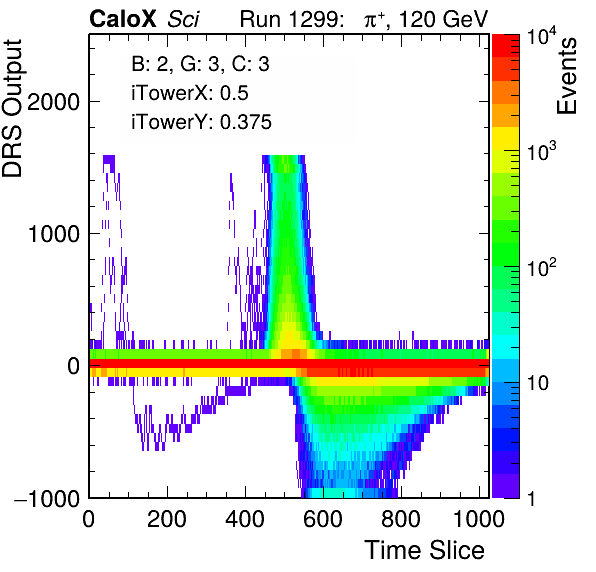 CaloX Sci Run 1299: π⁺, 120 GeV
B: 2, G: 3, C: 3
iTowerX: 0.5
iTowerY: 0.375
DRS Output
2000
1000
0
−1000
0 200 400 600 800 1000
Time Slice
Events
10⁴
10³
10²
10
1